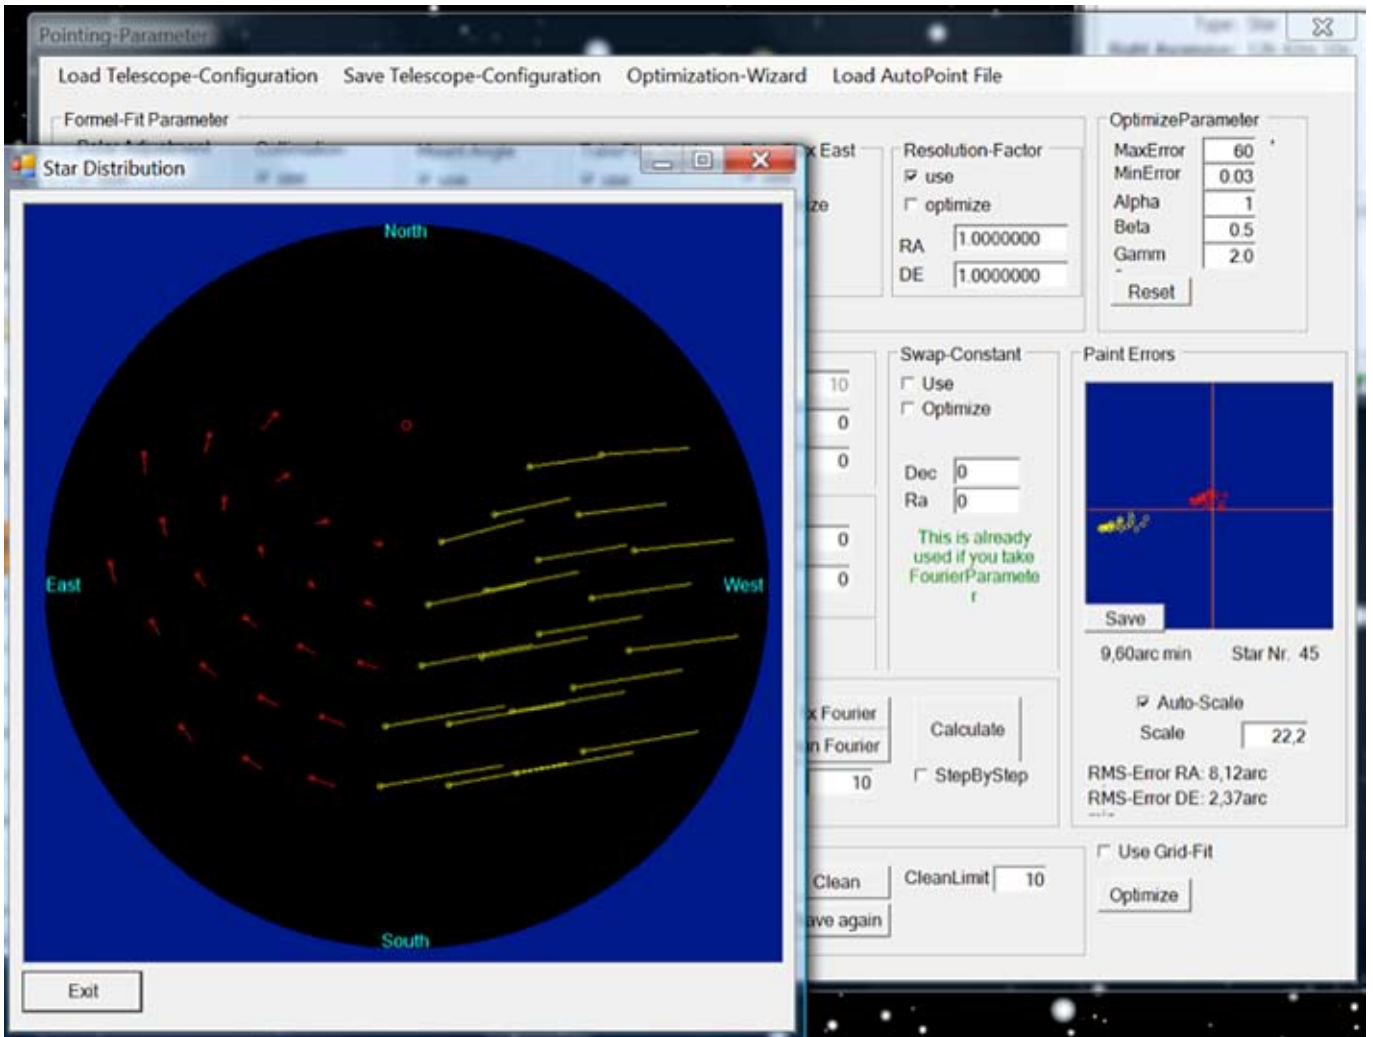 Pointing-Parameter
Load Telescope-Configuration Save Telescope-Configuration Optimization-Wizard Load AutoPoint File
Formel-Fit Parameter
OptimizeParameter
MaxError 60 '
MinError 0.03
Alpha 1
Beta 0.5
Gamm 2.0
Reset
x East
ize
Resolution-Factor
use
optimize
RA 1.0000000
DE 1.0000000
Star Distribution
North
East
West
South
Exit
10
0
0
0
0
Swap-Constant
Use
Optimize
Dec 0
Ra 0
This is already
used if you take
FourierParamete
r
Paint Errors
Save
9,60arc min Star Nr. 45
Auto-Scale
Scale 22,2
RMS-Error RA: 8,12arc
RMS-Error DE: 2,37arc
x Fourier
n Fourier
10
Calculate
StepByStep
Clean
ave again
CleanLimit 10
Use Grid-Fit
Optimize